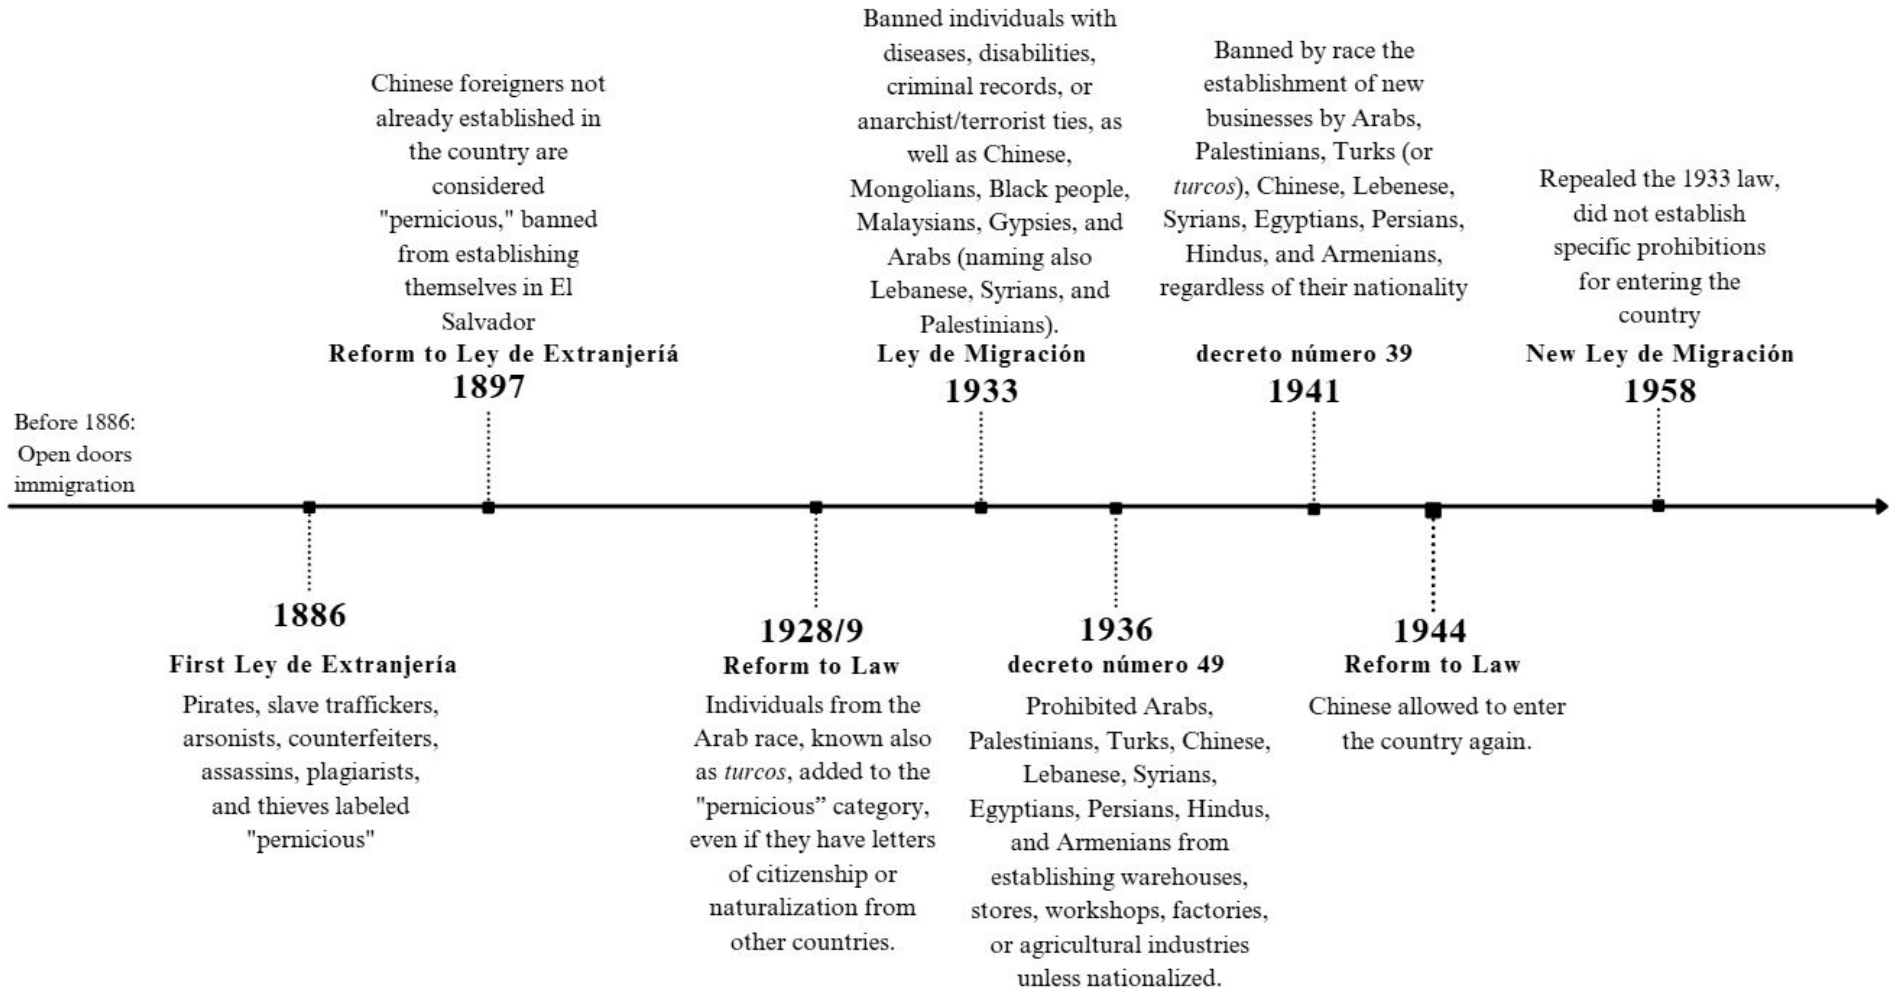 Before 1886:
Open doors
immigration
1886
First Ley de Extranjería
Pirates, slave traffickers,
arsonists, counterfeiters,
assassins, plagiarists,
and thieves labeled
"pernicious"
Chinese foreigners not
already established in
the country are
considered
"pernicious," banned
from establishing
themselves in El
Salvador
Reform to Ley de Extranjeríá
1897
1928/9
Reform to Law
Individuals from the
Arab race, known also
as turcos, added to the
"pernicious” category,
even if they have letters
of citizenship or
naturalization from
other countries.
Banned individuals with
diseases, disabilities,
criminal records, or
anarchist/terrorist ties, as
well as Chinese,
Mongolians, Black people,
Malaysians, Gypsies, and
Arabs (naming also
Lebanese, Syrians, and
Palestinians).
Ley de Migración
1933
1936
decreto número 49
Prohibited Arabs,
Palestinians, Turks, Chinese,
Lebanese, Syrians,
Egyptians, Persians, Hindus,
and Armenians from
establishing warehouses,
stores, workshops, factories,
or agricultural industries
unless nationalized.
Banned by race the
establishment of new
businesses by Arabs,
Palestinians, Turks (or
turcos), Chinese, Lebenese,
Syrians, Egyptians, Persians,
Hindus, and Armenians,
regardless of their nationality
decreto número 39
1941
1944
Reform to Law
Chinese allowed to enter
the country again.
Repealed the 1933 law,
did not establish
specific prohibitions
for entering the
country
New Ley de Migración
1958